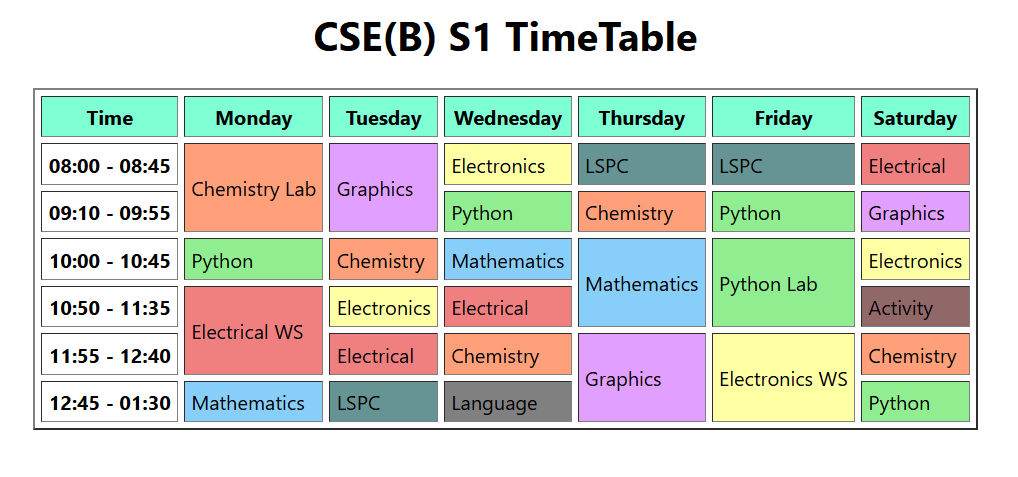 CSE(B) S1 TimeTable
Time Monday Tuesday Wednesday Thursday Friday Saturday
08:00 - 08:45 Chemistry Lab Graphics Electronics LSPC LSPC Electrical
09:10 - 09:55 Python Chemistry Python Graphics
10:00 - 10:45 Python Chemistry Mathematics Mathematics Python Lab Electronics
10:50 - 11:35 Electrical WS Electronics Electrical Activity
11:55 - 12:40 Electrical Chemistry Graphics Electronics WS Chemistry
12:45 - 01:30 Mathematics LSPC Language Python